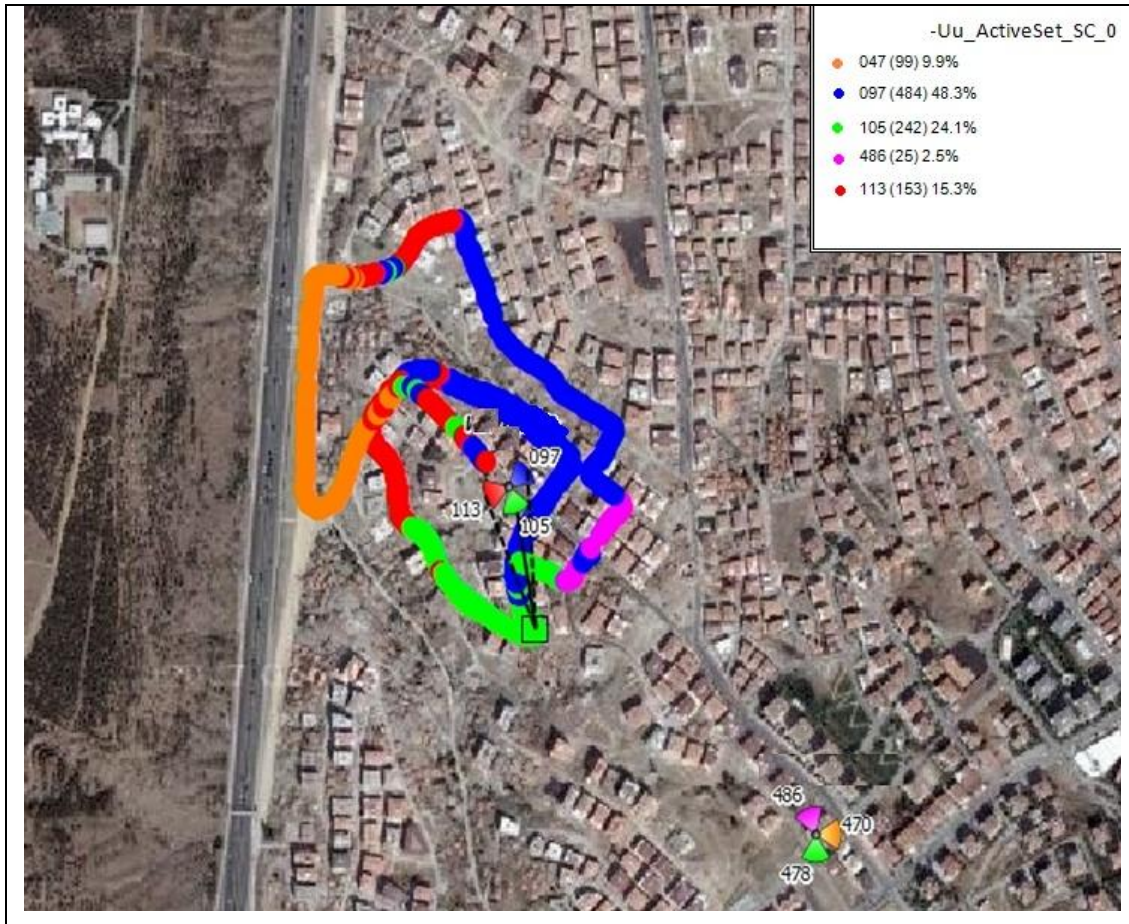 -Uu_ActiveSet_SC_0
047 (99) 9.9%
097 (484) 48.3%
105 (242) 24.1%
486 (25) 2.5%
113 (153) 15.3%
097
113
105
486
470
478